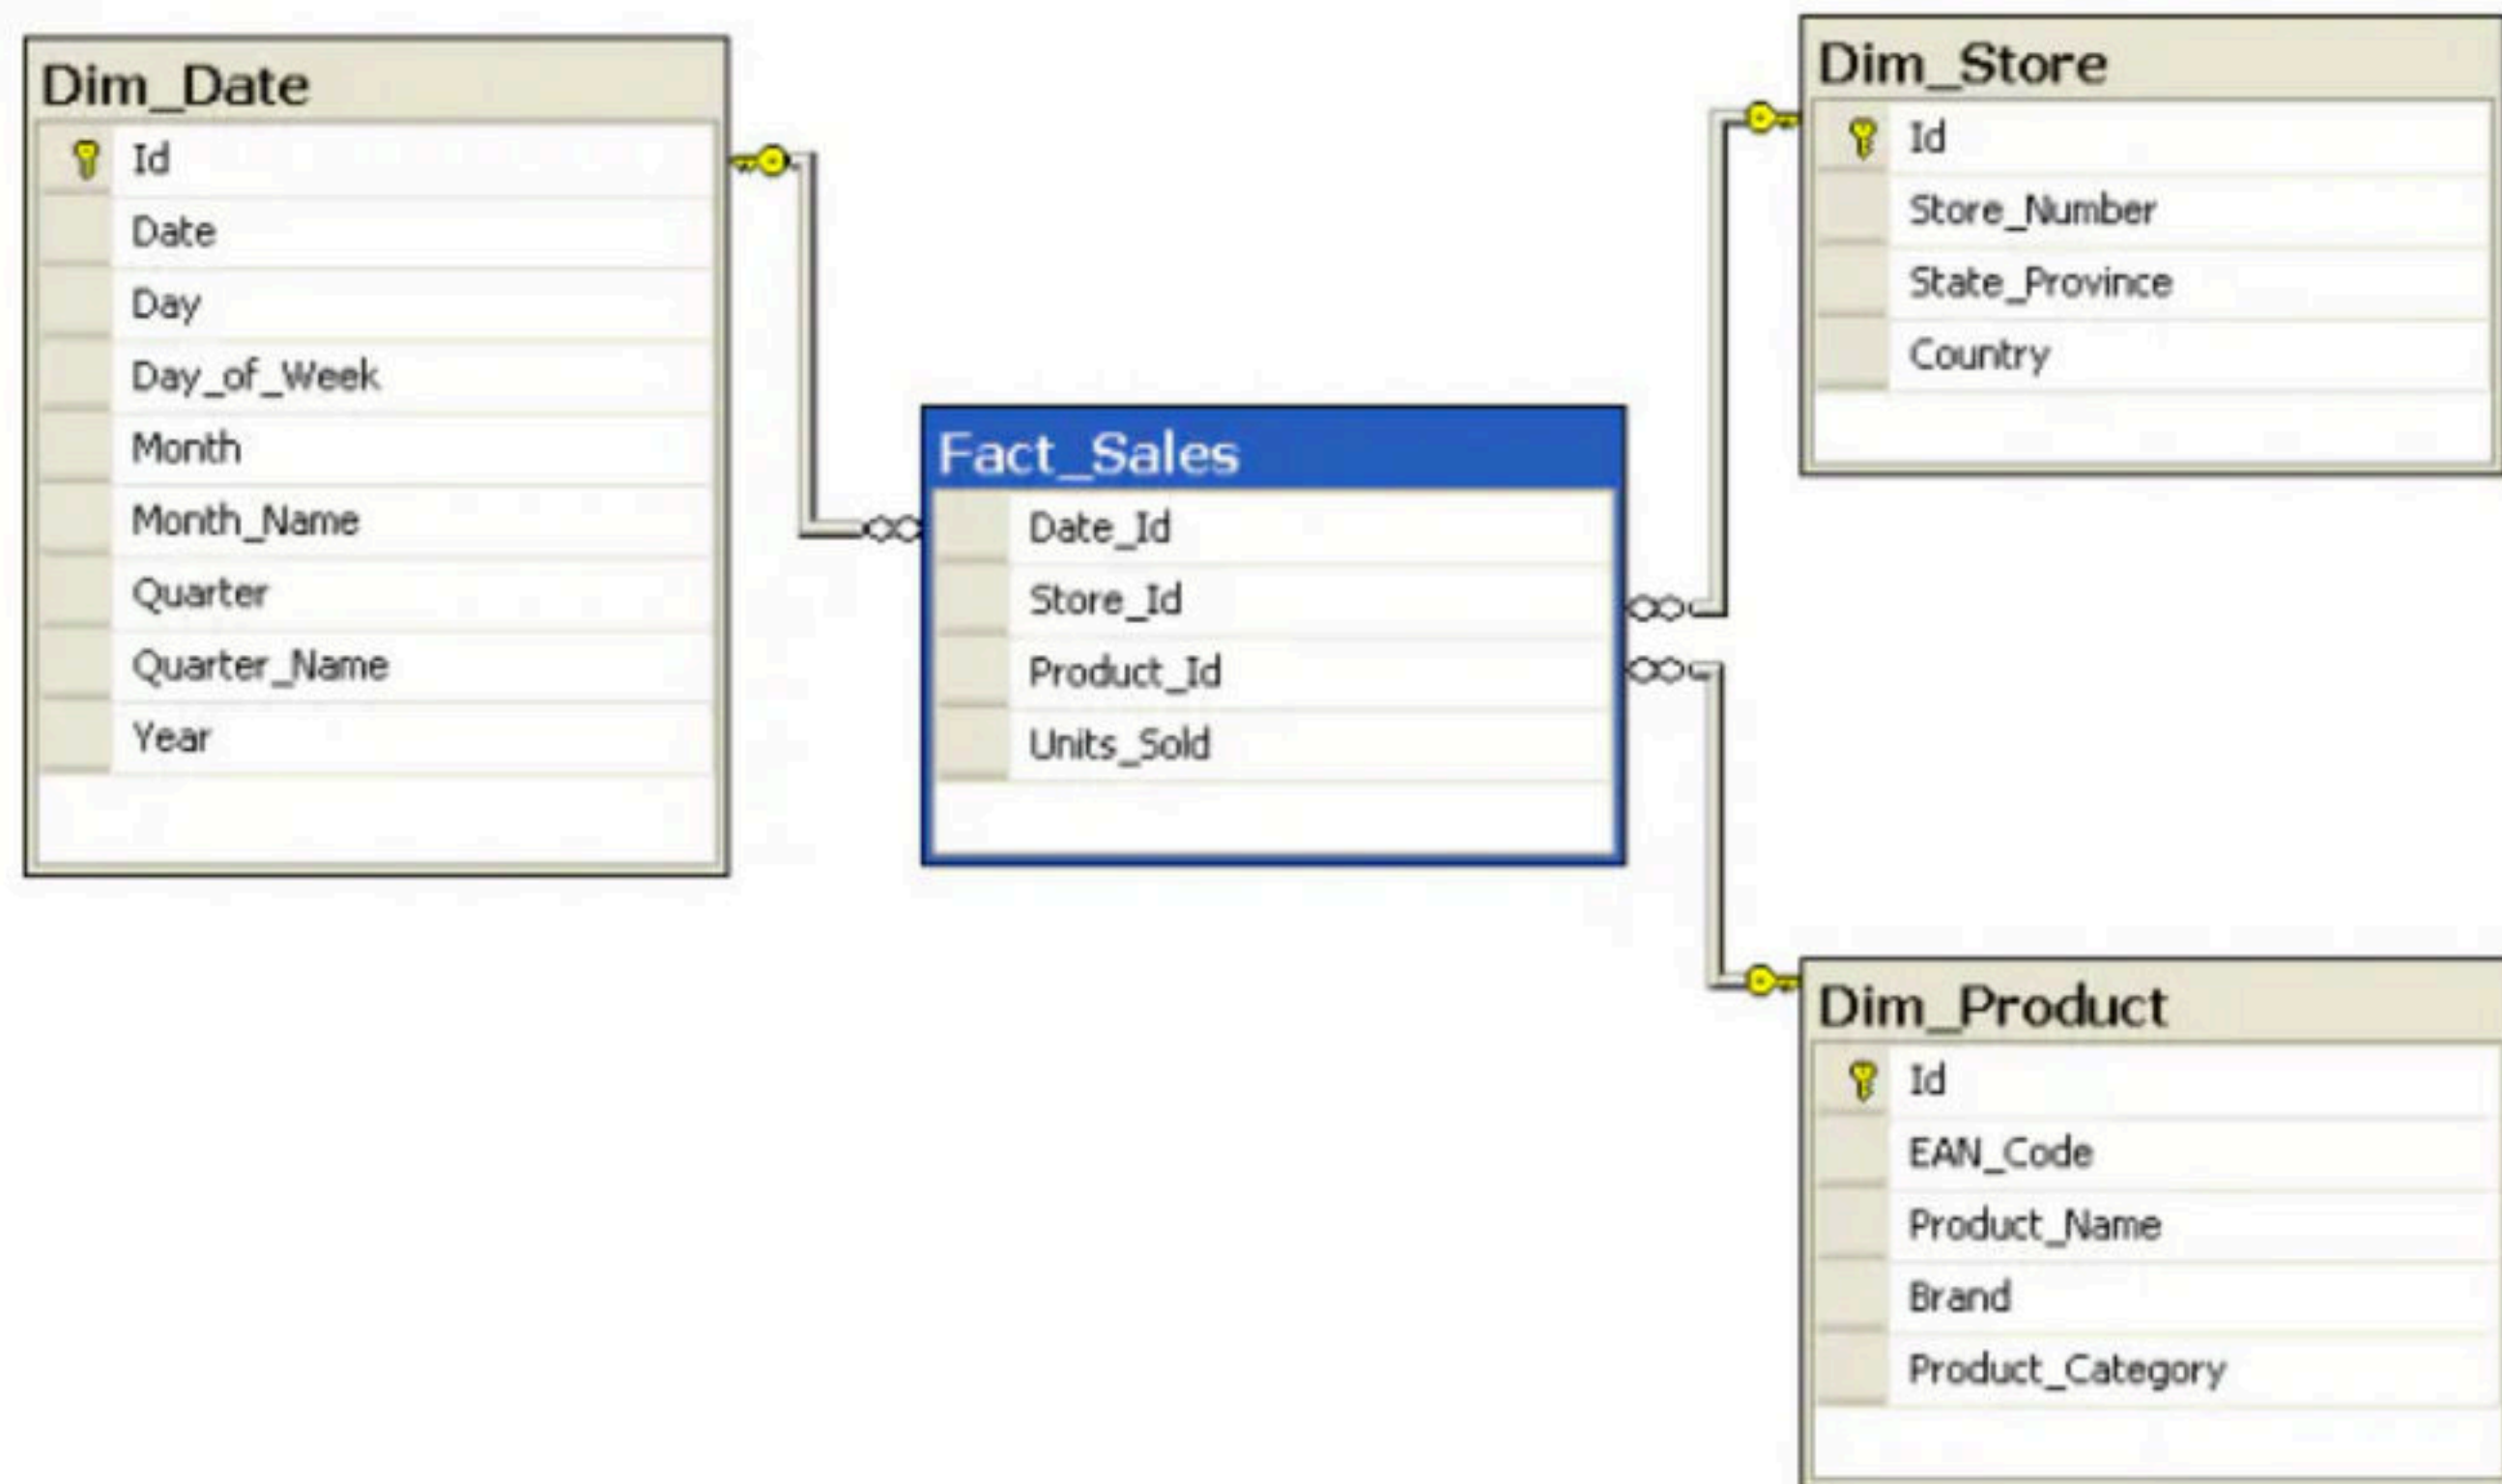 Dim_Date
Id
Date
Day
Day_of_Week
Month
Month_Name
Quarter
Quarter_Name
Year
Fact_Sales
Date_Id
Store_Id
Product_Id
Units_Sold
Dim_Store
Id
Store_Number
State_Province
Country
Dim_Product
Id
EAN_Code
Product_Name
Brand
Product_Category